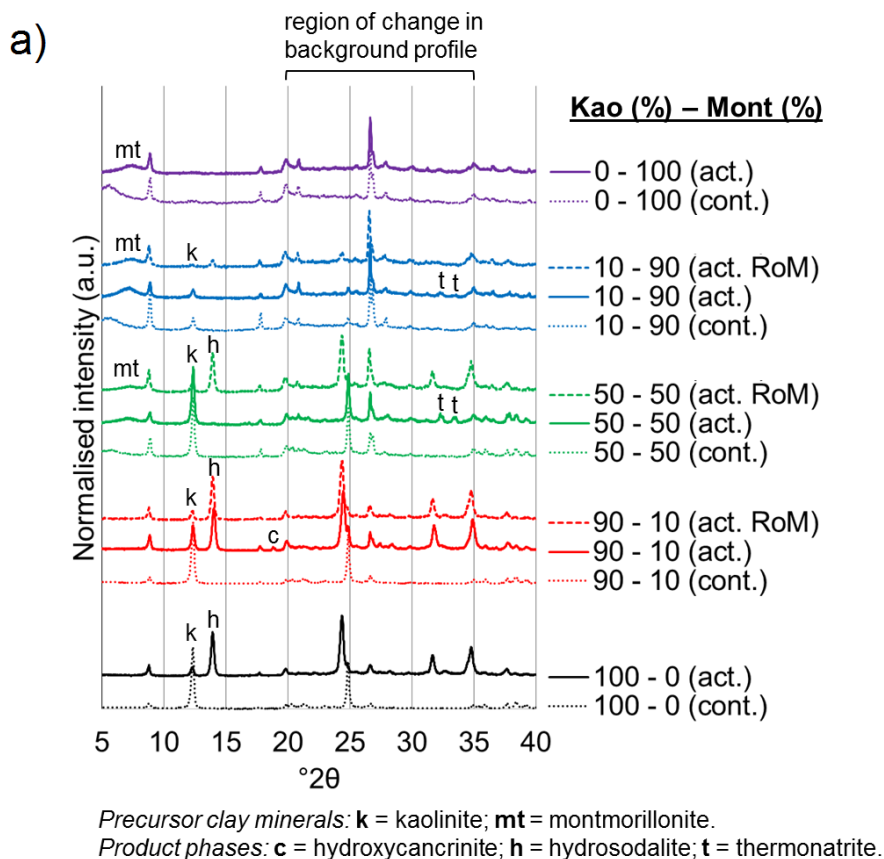 region of change in
background profile
a)
Kao (%) – Mont (%)
mt
0 - 100 (act.)
0 - 100 (cont.)
mt
k
10 - 90 (act. RoM)
t t
10 - 90 (act.)
10 - 90 (cont.)
k
h
mt
50 - 50 (act. RoM)
t t
50 - 50 (act.)
50 - 50 (cont.)
k
h
90 - 10 (act. RoM)
c
90 - 10 (act.)
90 - 10 (cont.)
k
h
100 - 0 (act.)
100 - 0 (cont.)
Normalised intensity (a.u.)
5 10 15 20 25 30 35 40
°2θ
Precursor clay minerals: k = kaolinite; mt = montmorillonite.
Product phases: c = hydroxycancrinite; h = hydrosodalite; t = thermonatrite.